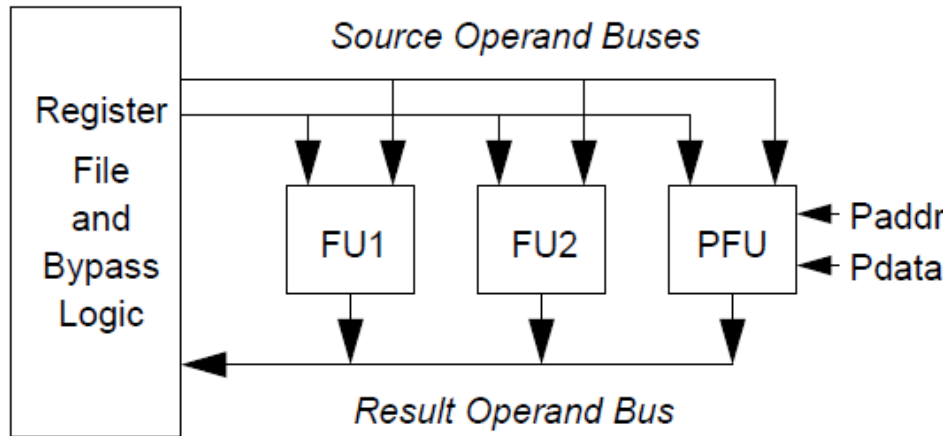 Source Operand Buses
Register
File
and
Bypass
Logic
FU1
FU2
PFU
Paddr
Pdata
Result Operand Bus